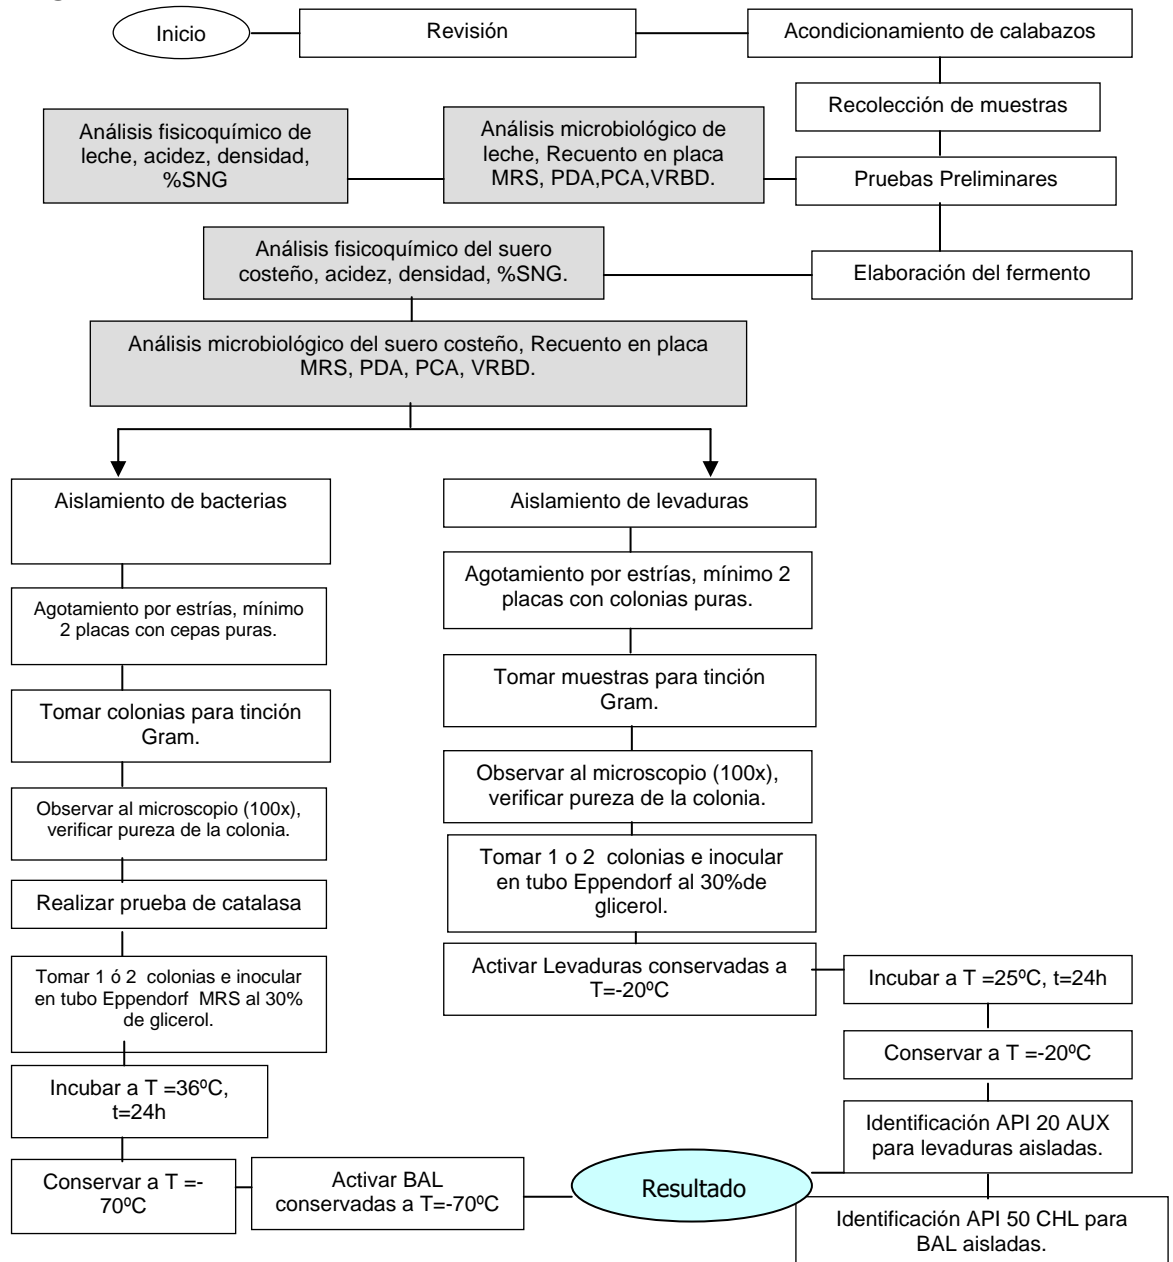 Inicio
Revisión
Acondicionamiento de calabazos
Recolección de muestras
Análisis fisicoquímico de
leche, acidez, densidad,
%SNG
Análisis microbiológico de
leche, Recuento en placa
MRS, PDA,PCA,VRBD.
Pruebas Preliminares
Análisis fisicoquímico del suero
costeño, acidez, densidad, %SNG.
Elaboración del fermento
Análisis microbiológico del suero costeño, Recuento en placa
MRS, PDA, PCA, VRBD.
Aislamiento de bacterias
Agotamiento por estrías, mínimo
2 placas con cepas puras.
Tomar colonias para tinción
Gram.
Observar al microscopio (100x),
verificar pureza de la colonia.
Realizar prueba de catalasa
Tomar 1 ó 2 colonias e inocular
en tubo Eppendorf MRS al 30%
de glicerol.
Incubar a T =36ºC,
t=24h
Conservar a T =-
70ºC
Activar BAL
conservadas a T=-70ºC
Aislamiento de levaduras
Agotamiento por estrías, mínimo 2
placas con colonias puras.
Tomar muestras para tinción
Gram.
Observar al microscopio (100x),
verificar pureza de la colonia.
Tomar 1 o 2 colonias e inocular
en tubo Eppendorf al 30%de
glicerol.
Activar Levaduras conservadas a
T=-20ºC
Incubar a T =25ºC, t=24h
Conservar a T =-20ºC
Identificación API 20 AUX
para levaduras aisladas.
Resultado
Identificación API 50 CHL para
BAL aisladas.